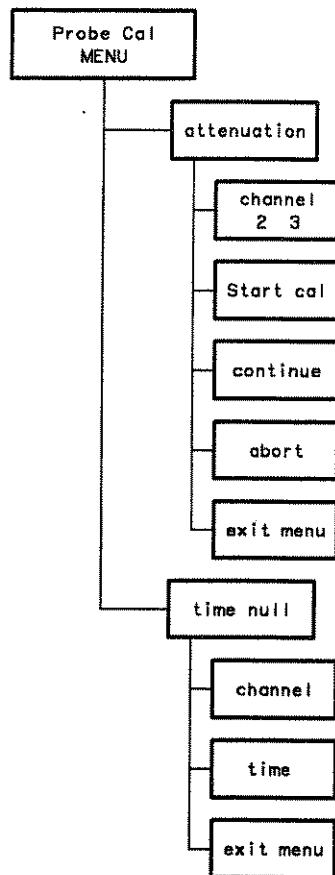 Probe Cal
MENU
attenuation
channel
2 3
Start cal
continue
abort
exit menu
time null
channel
time
exit menu